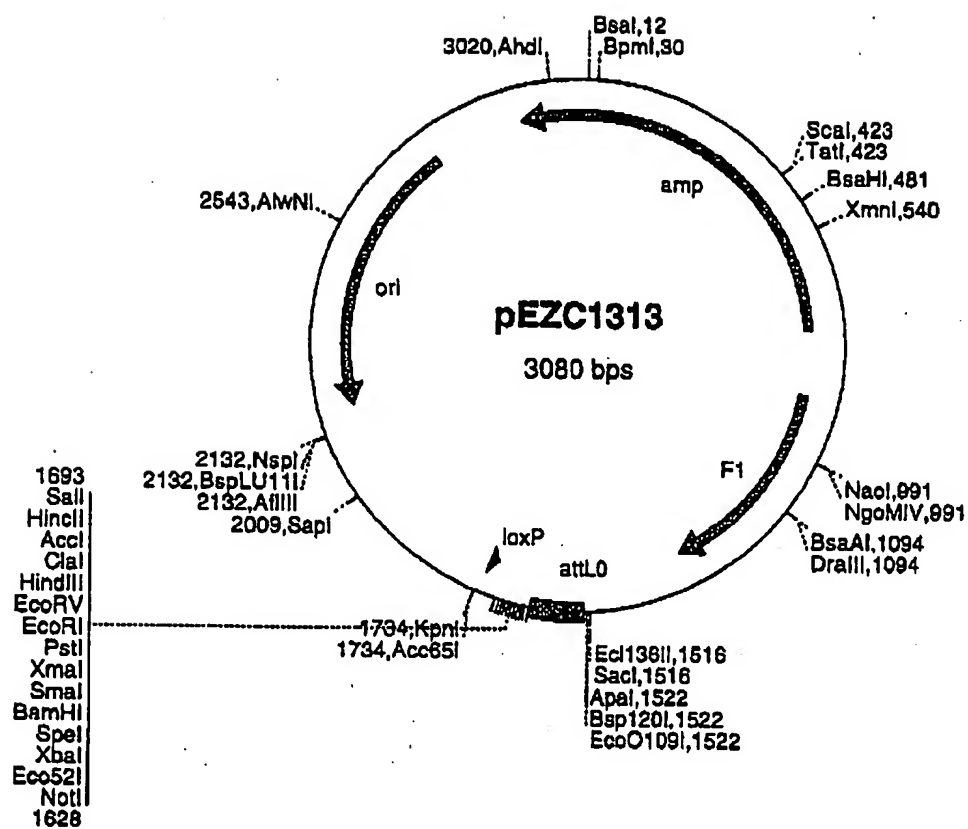 BsaI,12
3020,AhdI
BpmI,30
ScaI,423
TatI,423
BsaHI,481
XmnI,540
amp
2543,AlwNI
ori
pEZC1313
3080 bps
F1
2132,NspI
2132,BspLU11I
2132,AflIII
2009,SapI
NaoI,991
NgoMIV,991
BsaAI,1094
DraIII,1094
loxP
attL0
1734,KpnI
1734,Acc65I
Ecl136II,1516
SacI,1516
ApaI,1522
Bsp120I,1522
EcoO109I,1522
1693
SalI
HincII
AccI
ClaI
HindIII
EcoRV
EcoRI
PstI
XmaI
SmaI
BamHI
SpeI
XbaI
Eco52I
NotI
1628